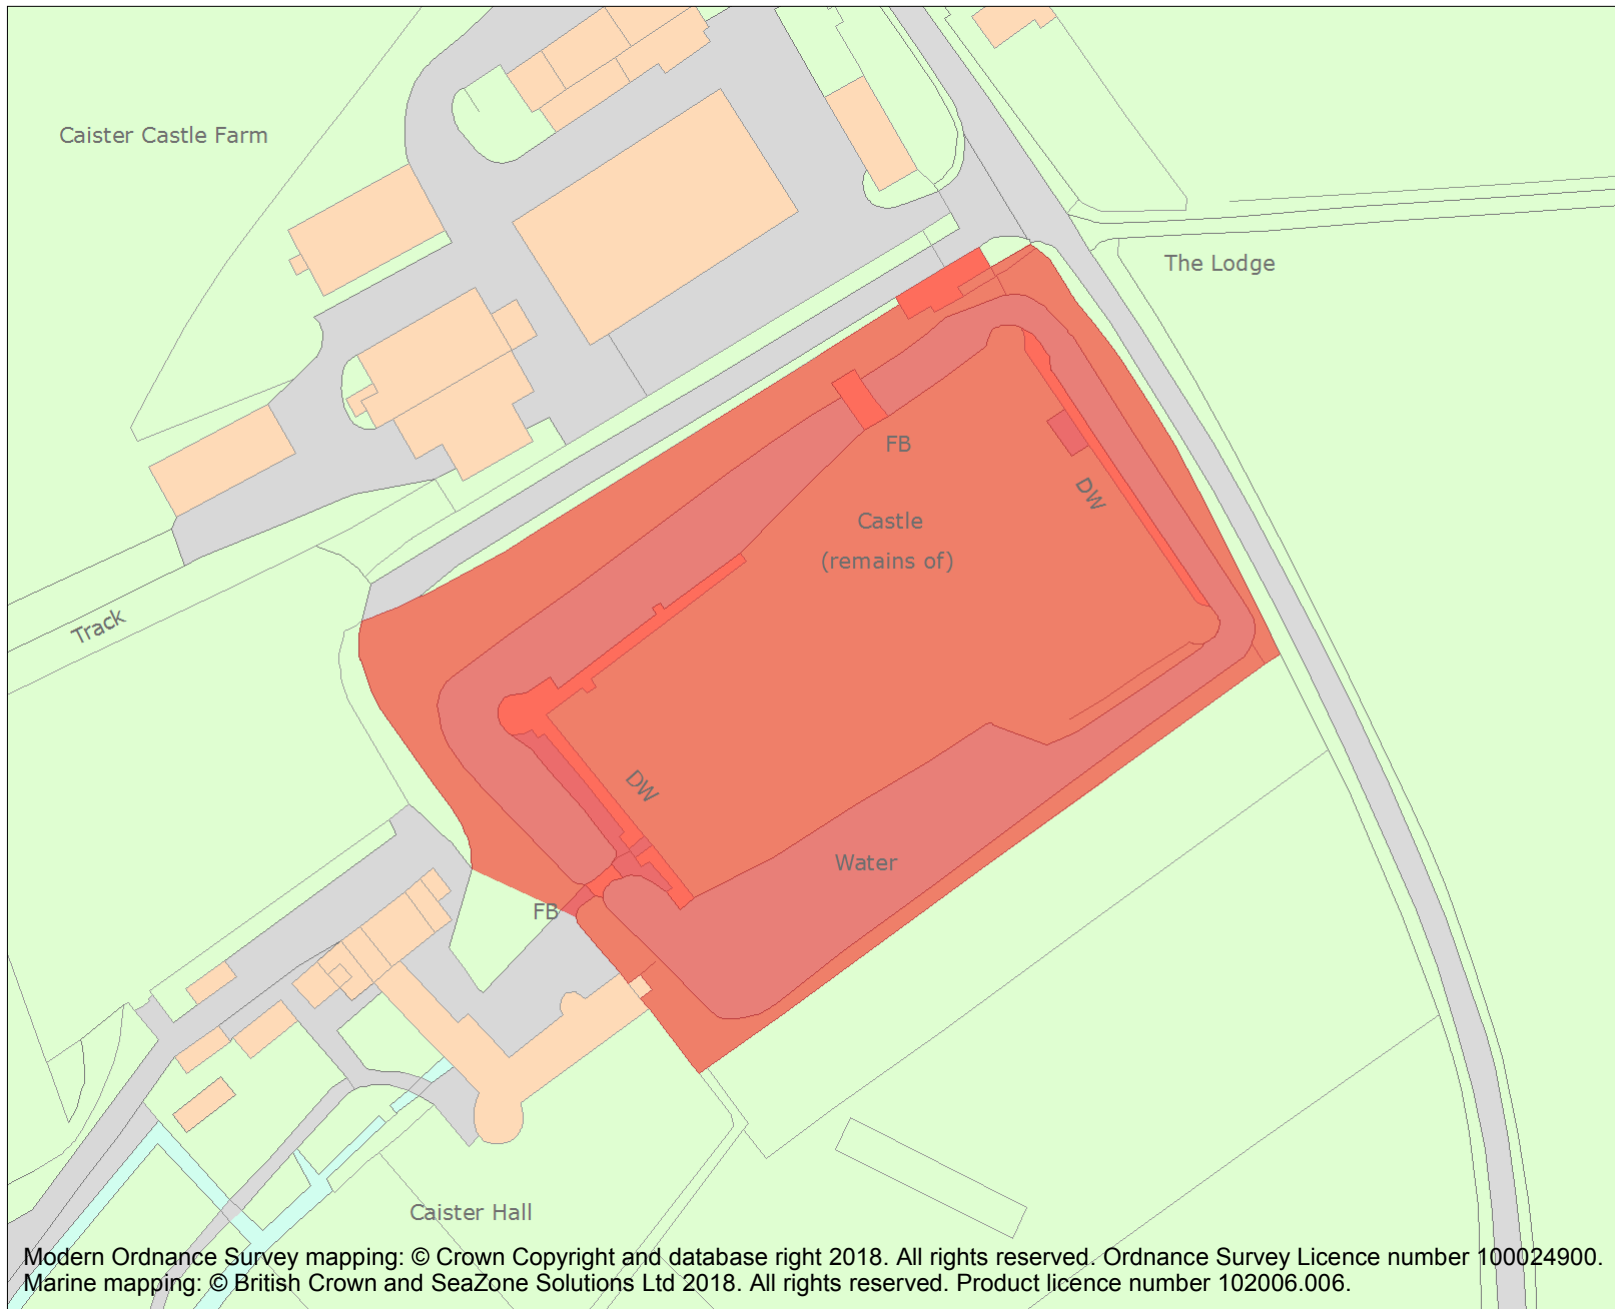 Caister Castle Farm
The Lodge
FB
DW
Castle
(remains of)
Track
DW
Water
FB
Caister Hall
Modern Ordnance Survey mapping: © Crown Copyright and database right 2018. All rights reserved. Ordnance Survey Licence number 100024900.
Marine mapping: © British Crown and SeaZone Solutions Ltd 2018. All rights reserved. Product licence number 102006.006.